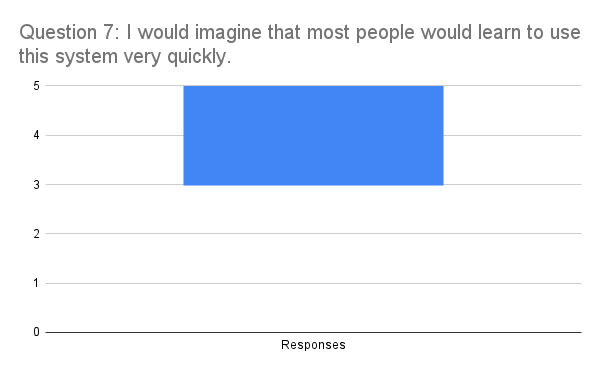 Question 7: I would imagine that most people would learn to use
this system very quickly.
5
4
3
2
1
0
Responses